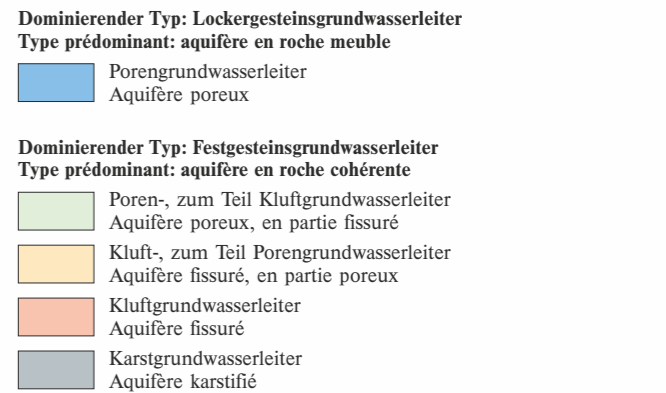 Dominierender Typ: Lockergesteinsgrundwasserleiter
Type prédominant: aquifère en roche meuble
Porengrundwasserleiter
Aquifère poreux
Dominierender Typ: Festgesteinsgrundwasserleiter
Type prédominant: aquifère en roche cohérente
Poren-, zum Teil Kluftgrundwasserleiter
Aquifère poreux, en partie fissuré
Kluft-, zum Teil Porengrundwasserleiter
Aquifère fissuré, en partie poreux
Kluftgrundwasserleiter
Aquifère fissuré
Karstgrundwasserleiter
Aquifère karstifié